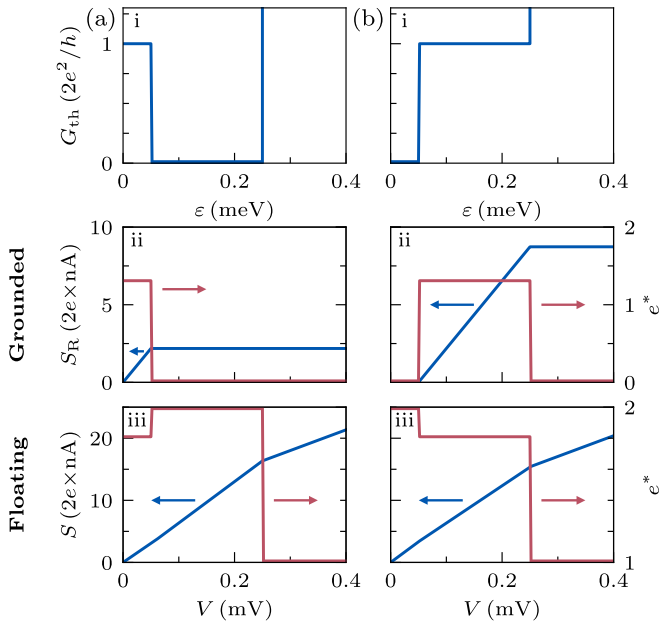 (a) (b)
i i
G_th (2e²/h)
1
0
0 0.2 0.4 0 0.2 0.4
ε (meV) ε (meV)
Grounded
ii ii
S_R (2e×nA)
10
5
0
2
1
0
e*
Floating
iii iii
S (2e×nA)
20
10
0
2
1
e*
0 0.2 0.4 0 0.2 0.4
V (mV) V (mV)